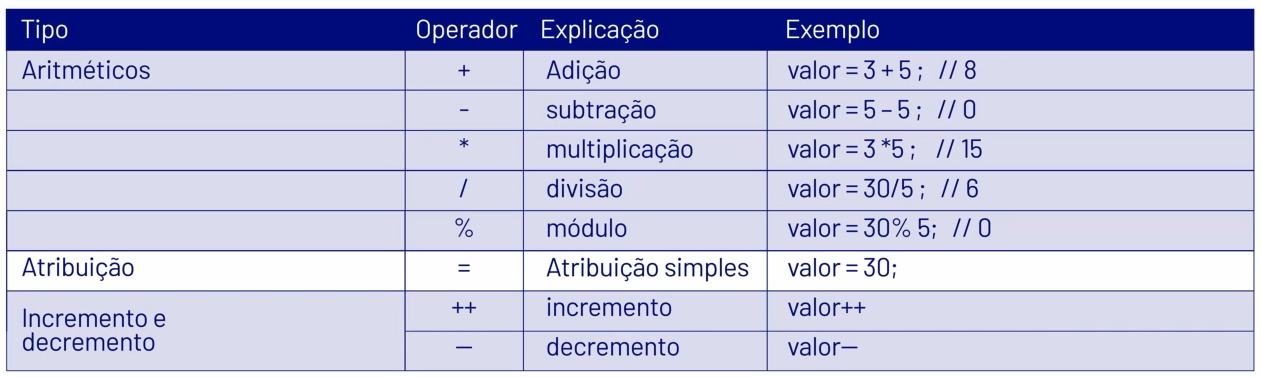 Tipo Operador Explicação Exemplo
Aritméticos + Adição valor = 3 + 5 ; // 8
- subtração valor = 5 – 5 ; // 0
* multiplicação valor = 3 *5 ; // 15
/ divisão valor = 30/5 ; // 6
% módulo valor = 30% 5; // 0
Atribuição = Atribuição simples valor = 30;
Incremento e
decremento
++ incremento valor++
— decremento valor—